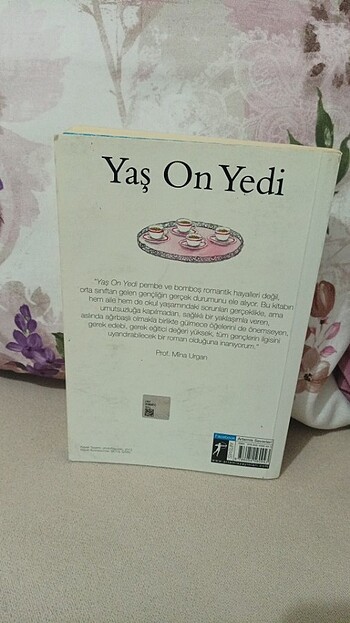 Yaş On Yedi
"Yaş On Yedi pembe ve bomboş romantik hayalleri değil,
orta sınıftan gelen gençliğin gerçek durumunu ele alıyor. Bu kitabın
hem aile hem de okul yaşamındaki sorunları gerçeklikle, ama
umutsuzluğa kapılmadan, sağlıklı bir yaklaşımla veren,
aslında ağırbaşlı olmakla birlikte gülmece öğelerini de önemseyen,
gerek edebi, gerek eğitici değeri yüksek, tüm gençlerin ilgisini
uyandırabilecek bir roman olduğuna inanıyorum."
Prof. Mîna Urgan